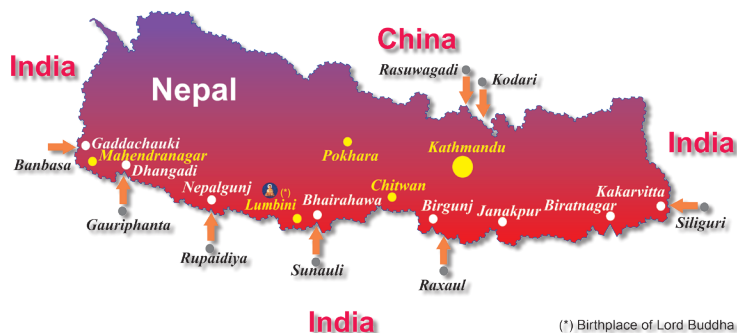 China
India
Rasuwagadi
Kodari
Nepal
Gaddachauki
Banbasa
Mahendranagar
Dhangadi
Pokhara
Kathmandu
India
Nepalgunj
(*)
Lumbini
Bhairahawa
Chitwan
Birgunj
Janakpur
Biratnagar
Kakarvitta
Siliguri
Gauriphanta
Rupaidiya
Sunauli
Raxaul
India
(*) Birthplace of Lord Buddha